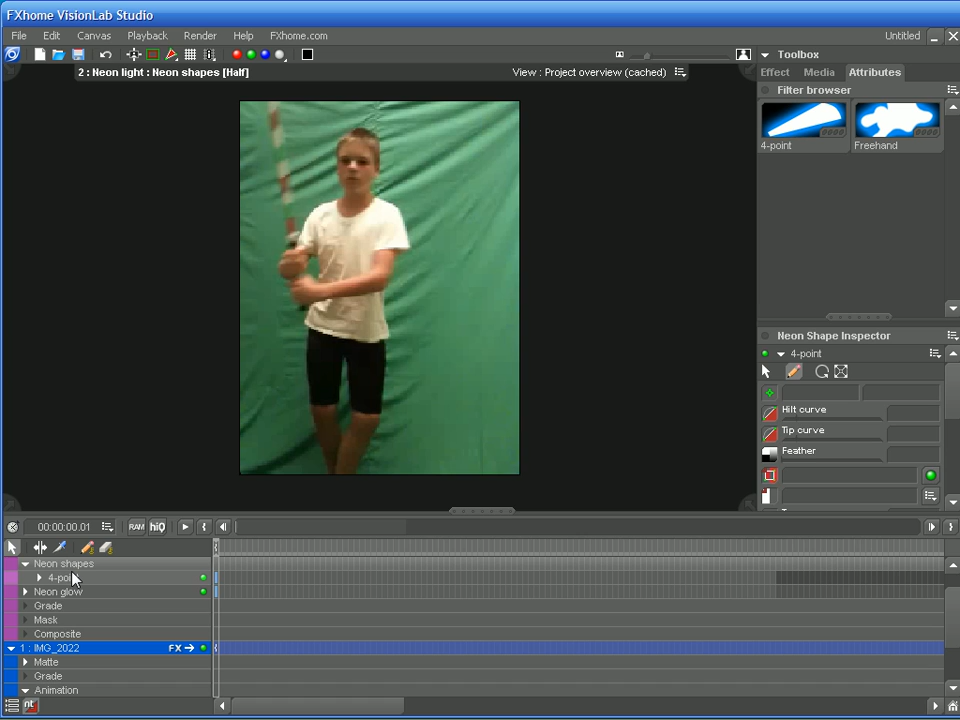 FXhome VisionLab Studio
File Edit Canvas Playback Render Help FXhome.com Untitled
2 : Neon light : Neon shapes [Half] View : Project overview (cached)
Toolbox
Effect Media Attributes
Filter browser
4-point Freehand
Neon Shape Inspector
4-point
Hilt curve
Tip curve
Feather
00:00:00.01 RAM hiQ
Neon shapes
Neon glow
Grade
Mask
Composite
1 : IMG_2022 FX
Matte
Grade
Animation
nt